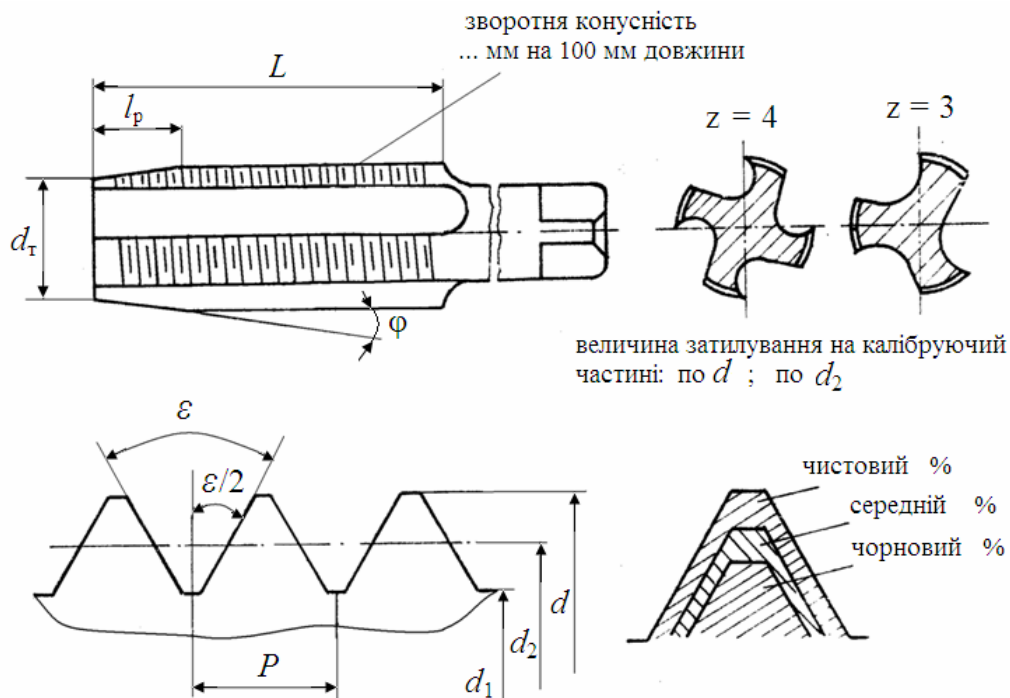 зворотня конусність
... мм на 100 мм довжини
L
lр
z = 4
z = 3
dт
φ
величина затилування на калібруючий
частині: по d ; по d2
ε
ε/2
чистовий %
середній %
чорновий %
d
d2
P
d1